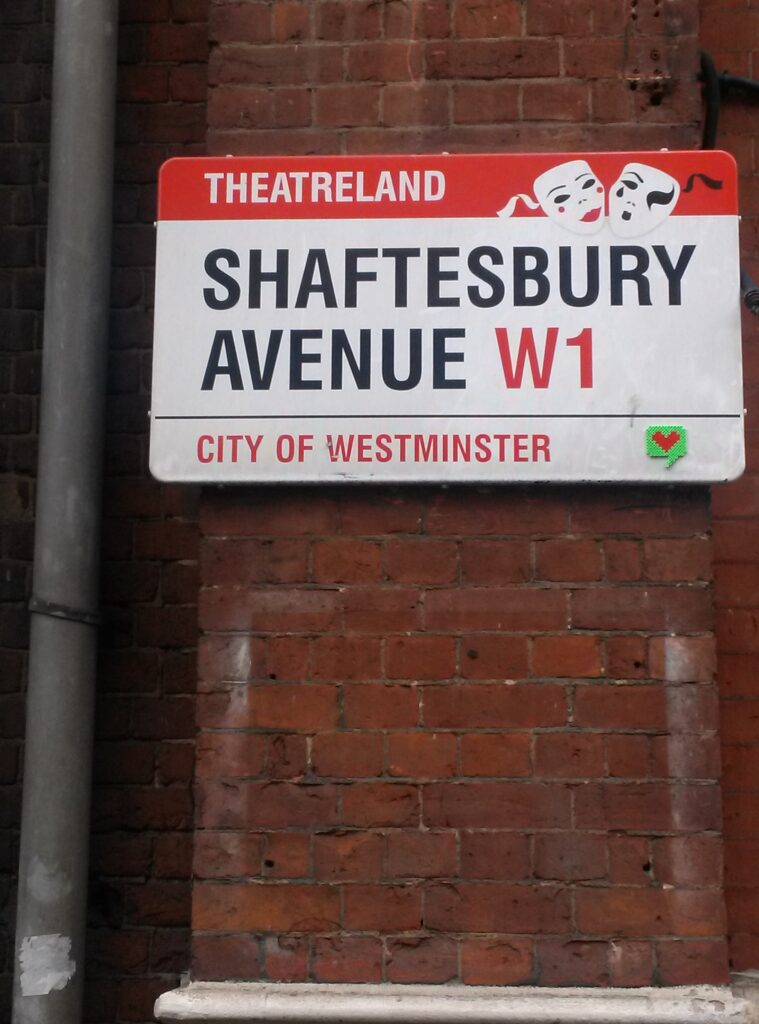 THEATRELAND
SHAFTESBURY
AVENUE W1
CITY OF WESTMINSTER